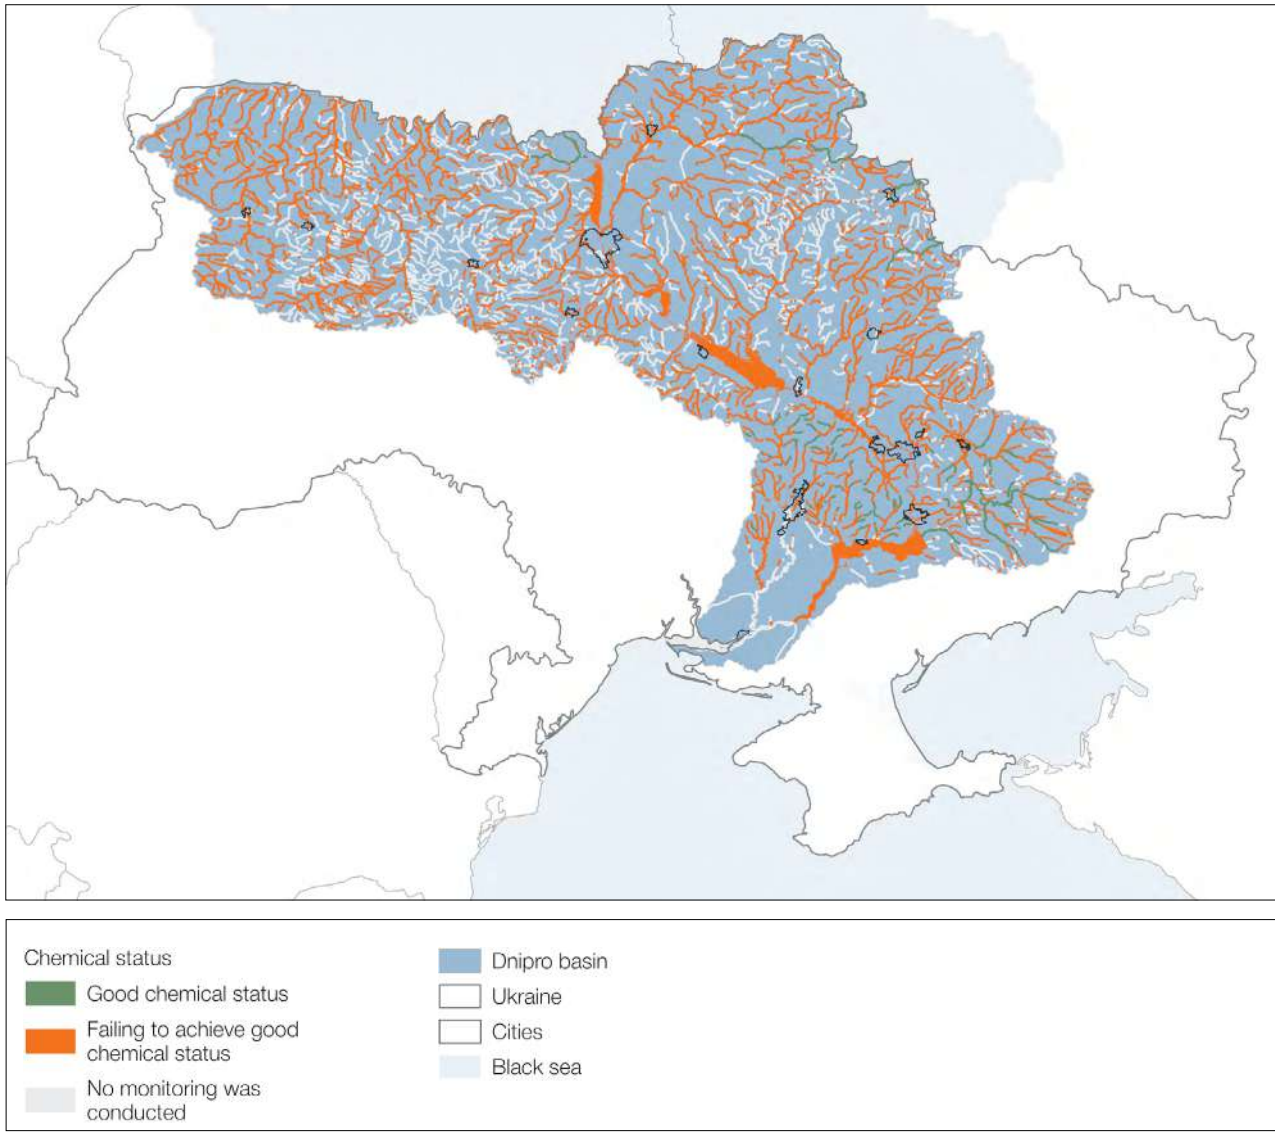 Chemical status
Good chemical status
Failing to achieve good
chemical status
No monitoring was
conducted
Dnipro basin
Ukraine
Cities
Black sea